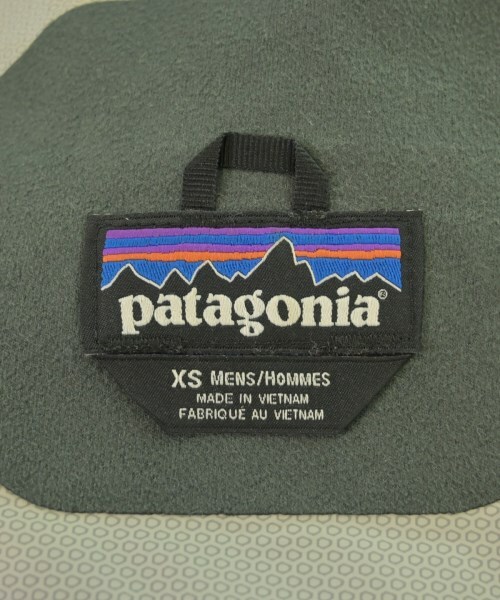 patagonia®
XS MENS/HOMMES
MADE IN VIETNAM
FABRIQUÉ AU VIETNAM